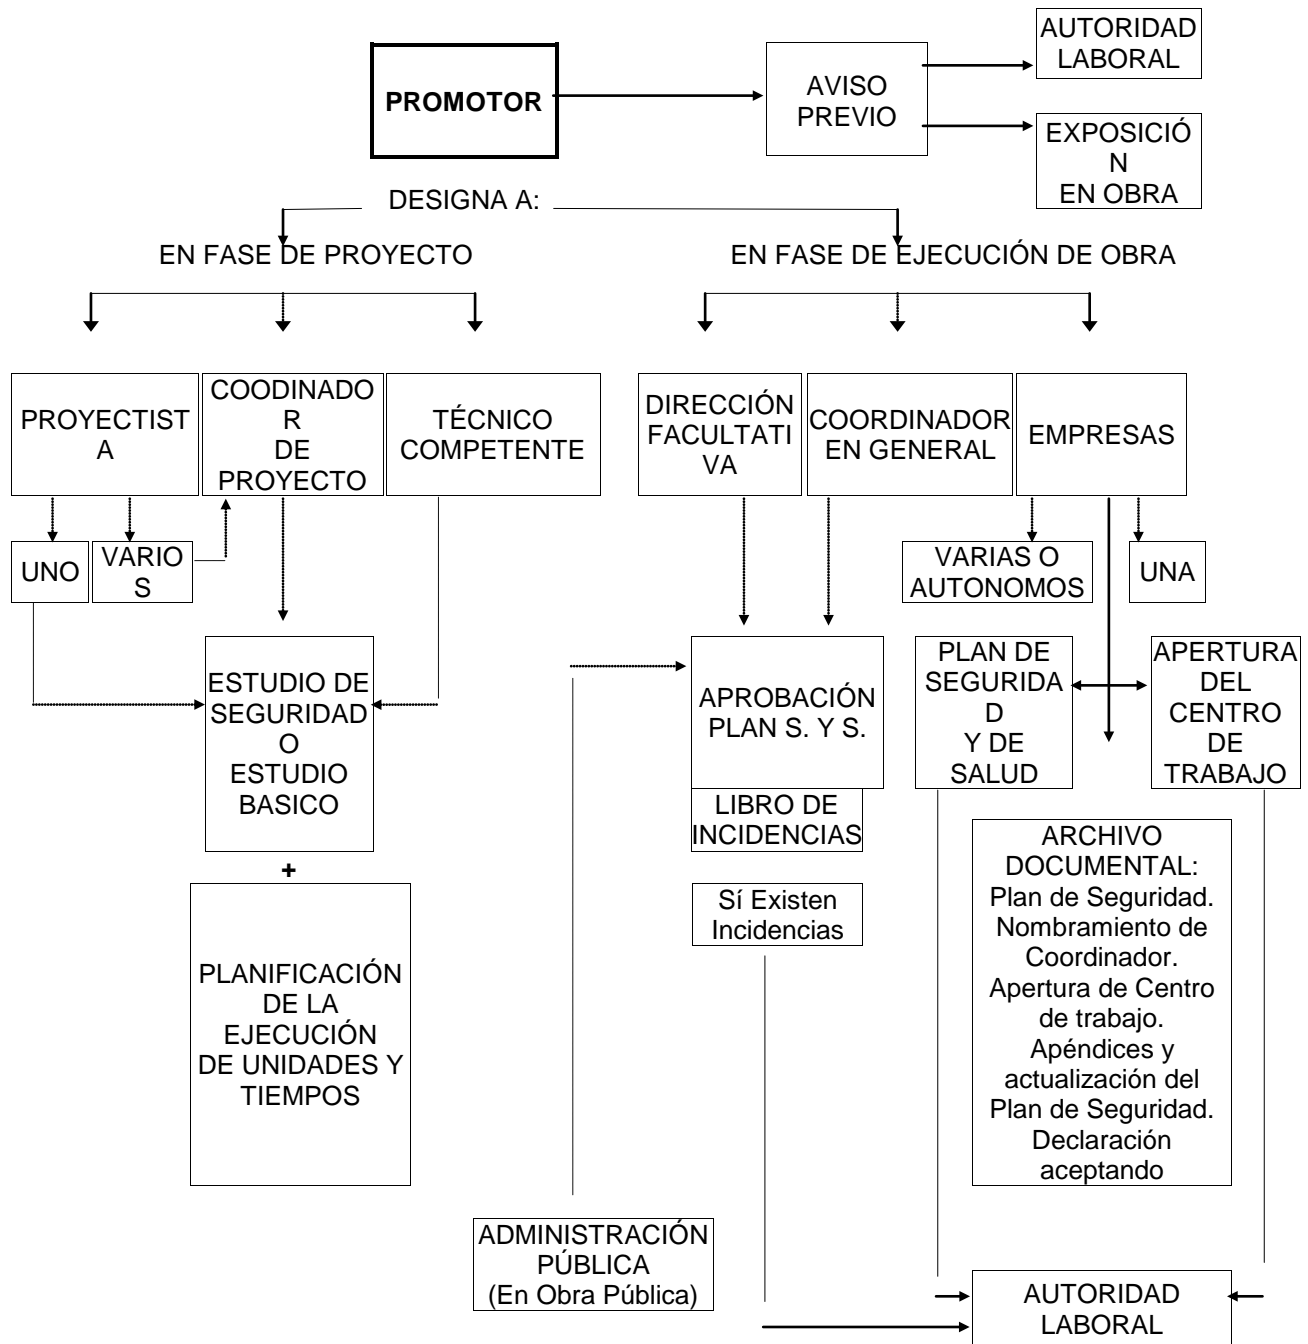 AUTORIDAD
LABORAL
PROMOTOR
AVISO
PREVIO
EXPOSICIÓ
N
EN OBRA
DESIGNA A:
EN FASE DE PROYECTO
EN FASE DE EJECUCIÓN DE OBRA
PROYECTIST
A
COODINADO
R
DE
PROYECTO
TÉCNICO
COMPETENTE
DIRECCIÓN
FACULTATI
VA
COORDINADOR
EN GENERAL
EMPRESAS
UNO
VARIO
S
VARIAS O
AUTONOMOS
UNA
ESTUDIO DE
SEGURIDAD
O
ESTUDIO
BASICO
+
PLANIFICACIÓN
DE LA
EJECUCIÓN
DE UNIDADES Y
TIEMPOS
APROBACIÓN
PLAN S. Y S.
LIBRO DE
INCIDENCIAS
Sí Existen
Incidencias
PLAN DE
SEGURIDA
D
Y DE
SALUD
APERTURA
DEL
CENTRO
DE
TRABAJO
ARCHIVO
DOCUMENTAL:
Plan de Seguridad.
Nombramiento de
Coordinador.
Apertura de Centro
de trabajo.
Apéndices y
actualización del
Plan de Seguridad.
Declaración
aceptando
ADMINISTRACIÓN
PÚBLICA
(En Obra Pública)
AUTORIDAD
LABORAL